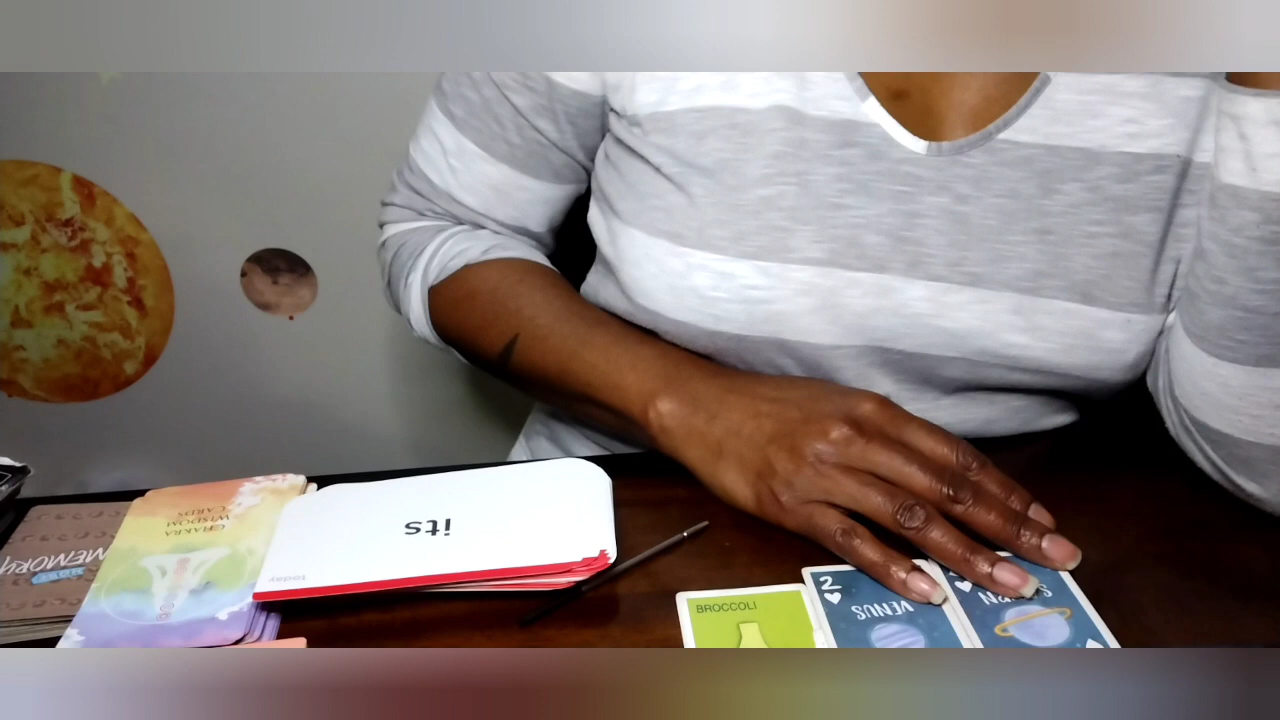 its
today
MEMORY
CHAKRA
WISDOM
CARDS
BROCCOLI
2
VENUS